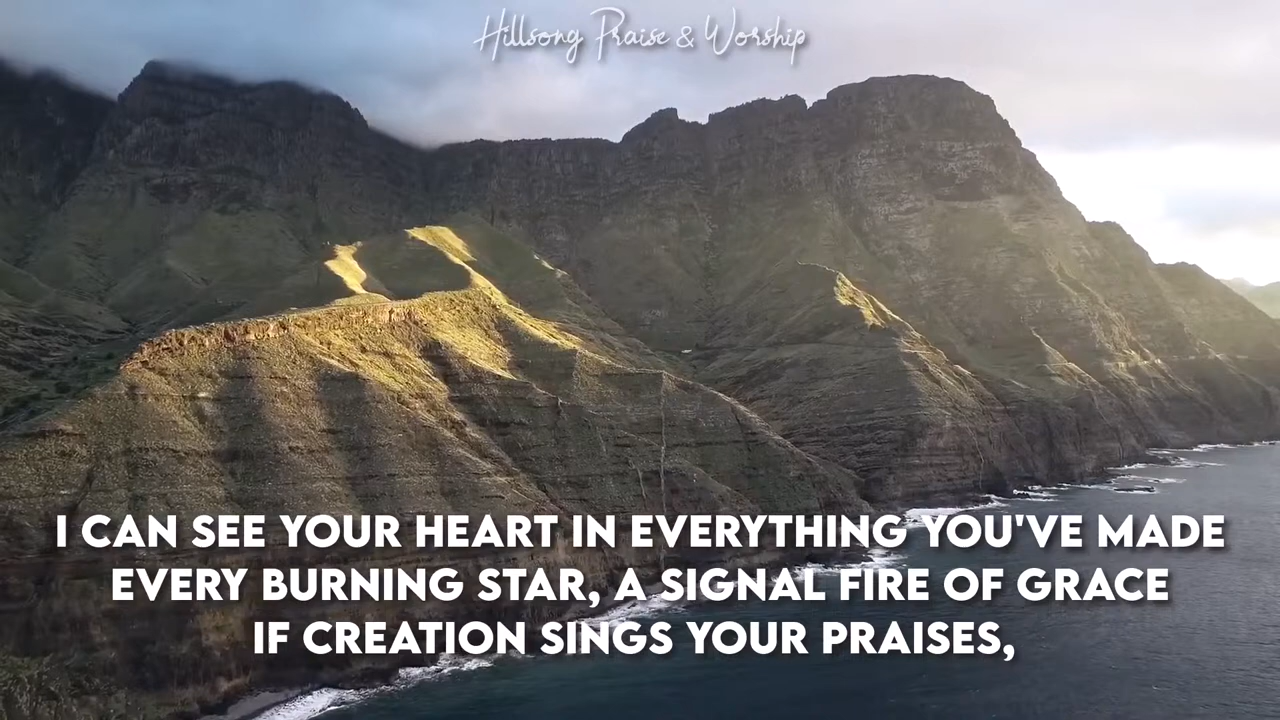 Hillsong Praise & Worship
I CAN SEE YOUR HEART IN EVERYTHING YOU'VE MADE
EVERY BURNING STAR, A SIGNAL FIRE OF GRACE
IF CREATION SINGS YOUR PRAISES,